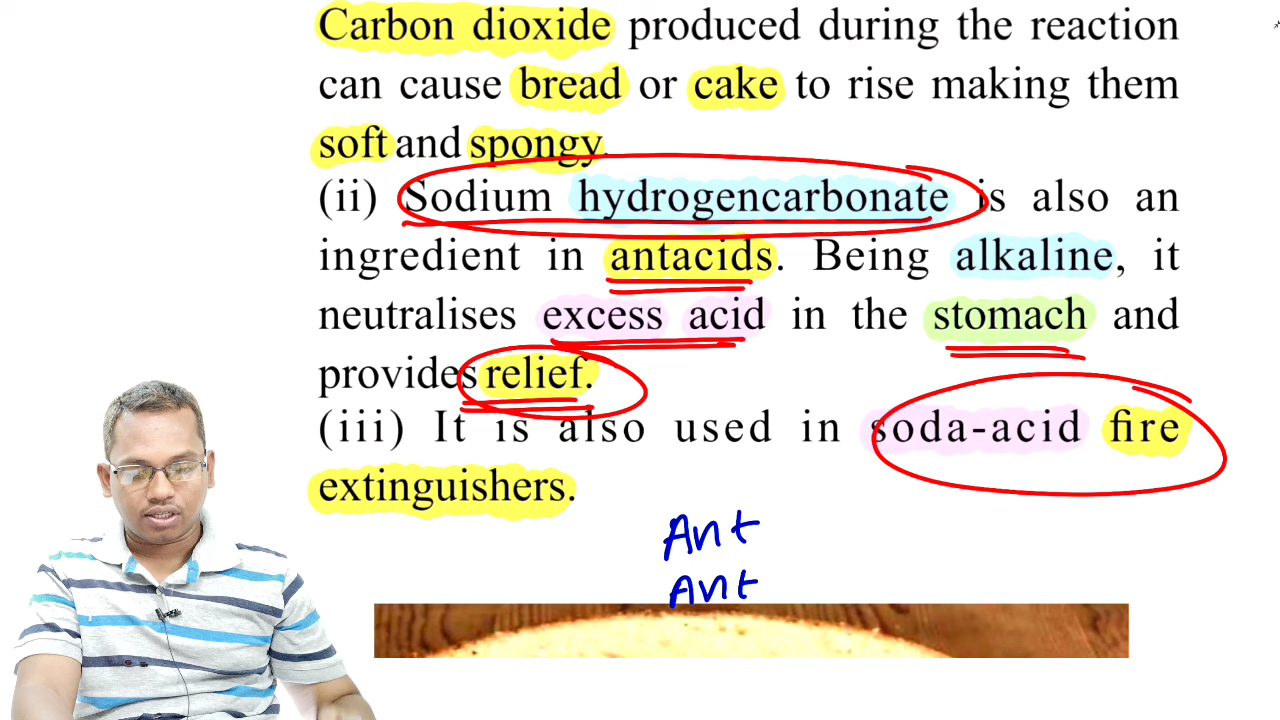 Carbon dioxide produced during the reaction
can cause bread or cake to rise making them
soft and spongy.
(ii) Sodium hydrogencarbonate is also an
ingredient in antacids. Being alkaline, it
neutralises excess acid in the stomach and
provides relief.
(iii) It is also used in soda-acid fire
extinguishers.
Ant
Ant